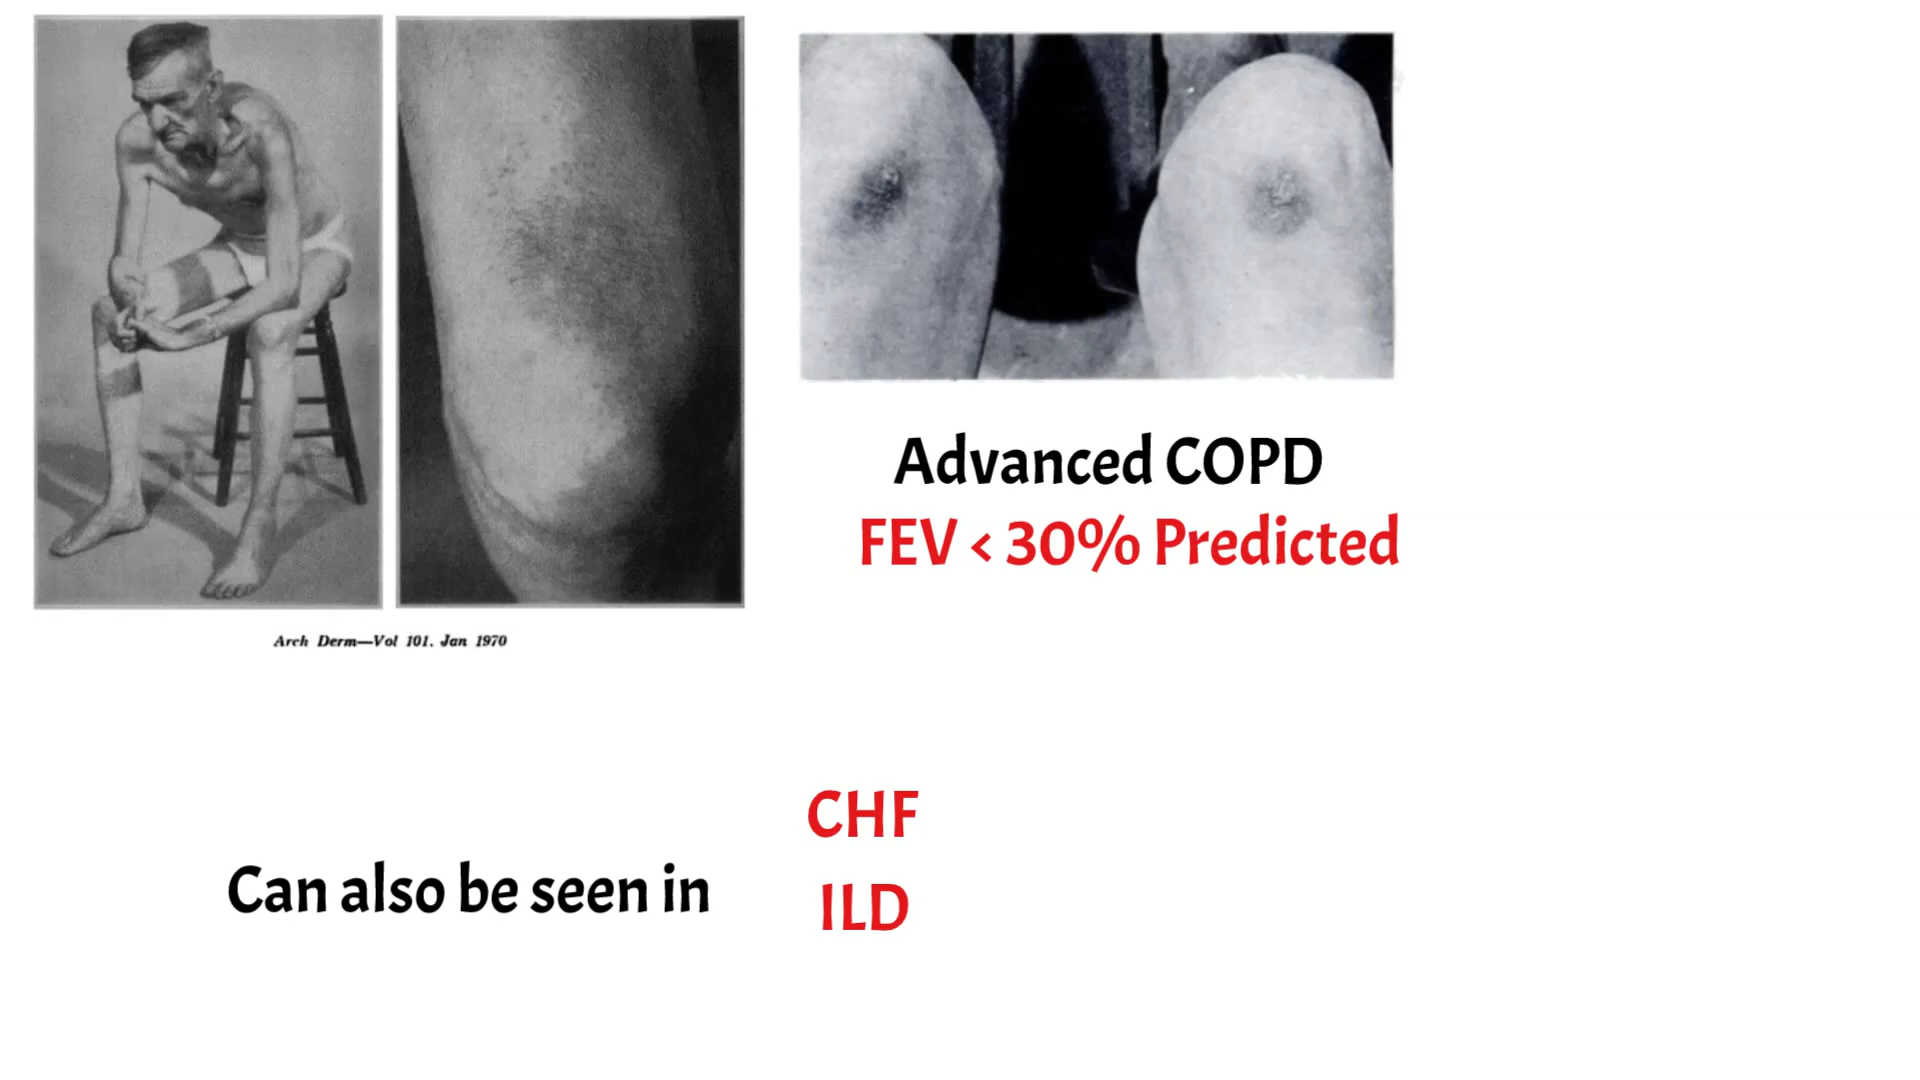 Arch Derm—Vol 101, Jan 1970
Advanced COPD
FEV < 30% Predicted
Can also be seen in
CHF
ILD